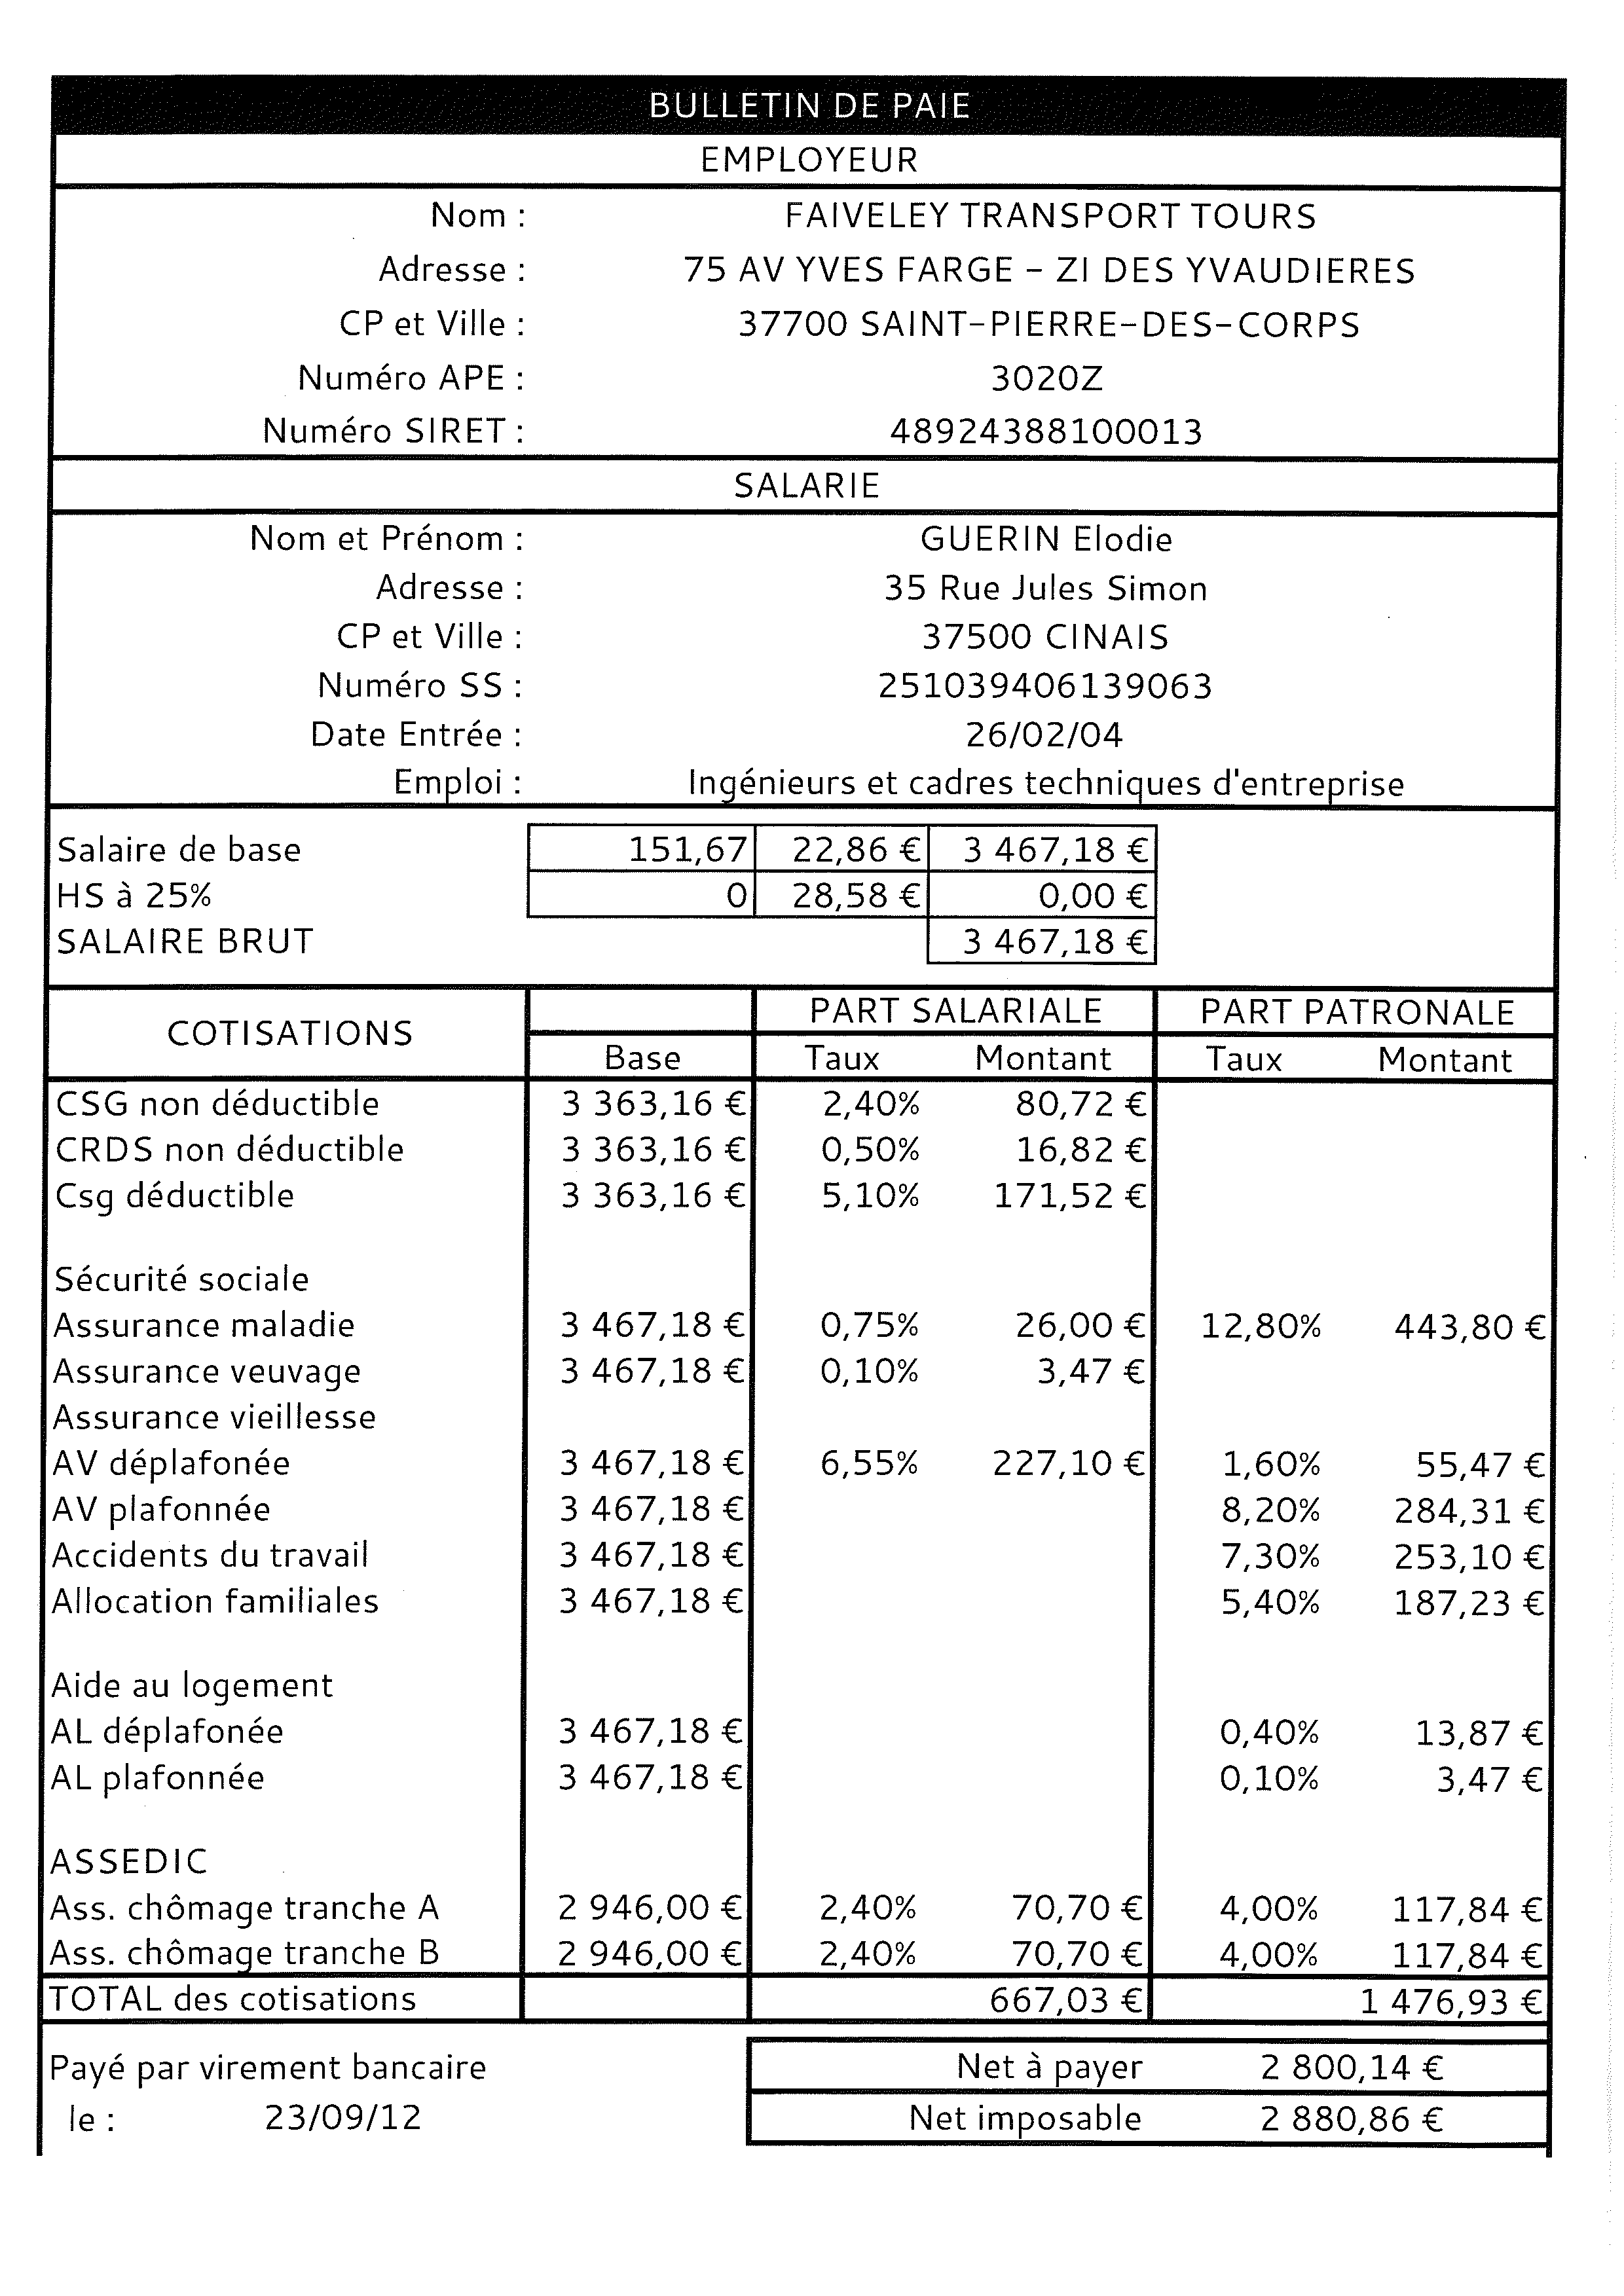 BULLETIN DE PAIE
EMPLOYEUR
Nom : FAIVELEY TRANSPORT TOURS
Adresse : 75 AV YVES FARGE - ZI DES YVAUDIERES
CP et Ville : 37700 SAINT-PIERRE-DES-CORPS
Numéro APE : 3020Z
Numéro SIRET : 48924388100013
SALARIE
Nom et Prénom : GUERIN Elodie
Adresse : 35 Rue Jules Simon
CP et Ville : 37500 CINAIS
Numéro SS : 251039406139063
Date Entrée : 26/02/04
Emploi : Ingénieurs et cadres techniques d'entreprise
Salaire de base 151,67 22,86 € 3 467,18 €
HS à 25% 0 28,58 € 0,00 €
SALAIRE BRUT 3 467,18 €
COTISATIONS PART SALARIALE PART PATRONALE
Base Taux Montant Taux Montant
CSG non déductible 3 363,16 € 2,40% 80,72 €
CRDS non déductible 3 363,16 € 0,50% 16,82 €
Csg déductible 3 363,16 € 5,10% 171,52 €
Sécurité sociale
Assurance maladie 3 467,18 € 0,75% 26,00 € 12,80% 443,80 €
Assurance veuvage 3 467,18 € 0,10% 3,47 €
Assurance vieillesse
AV déplafonée 3 467,18 € 6,55% 227,10 € 1,60% 55,47 €
AV plafonnée 3 467,18 € 8,20% 284,31 €
Accidents du travail 3 467,18 € 7,30% 253,10 €
Allocation familiales 3 467,18 € 5,40% 187,23 €
Aide au logement
AL déplafonée 3 467,18 € 0,40% 13,87 €
AL plafonnée 3 467,18 € 0,10% 3,47 €
ASSEDIC
Ass. chômage tranche A 2 946,00 € 2,40% 70,70 € 4,00% 117,84 €
Ass. chômage tranche B 2 946,00 € 2,40% 70,70 € 4,00% 117,84 €
TOTAL des cotisations 667,03 € 1 476,93 €
Payé par virement bancaire Net à payer 2 800,14 €
le : 23/09/12 Net imposable 2 880,86 €